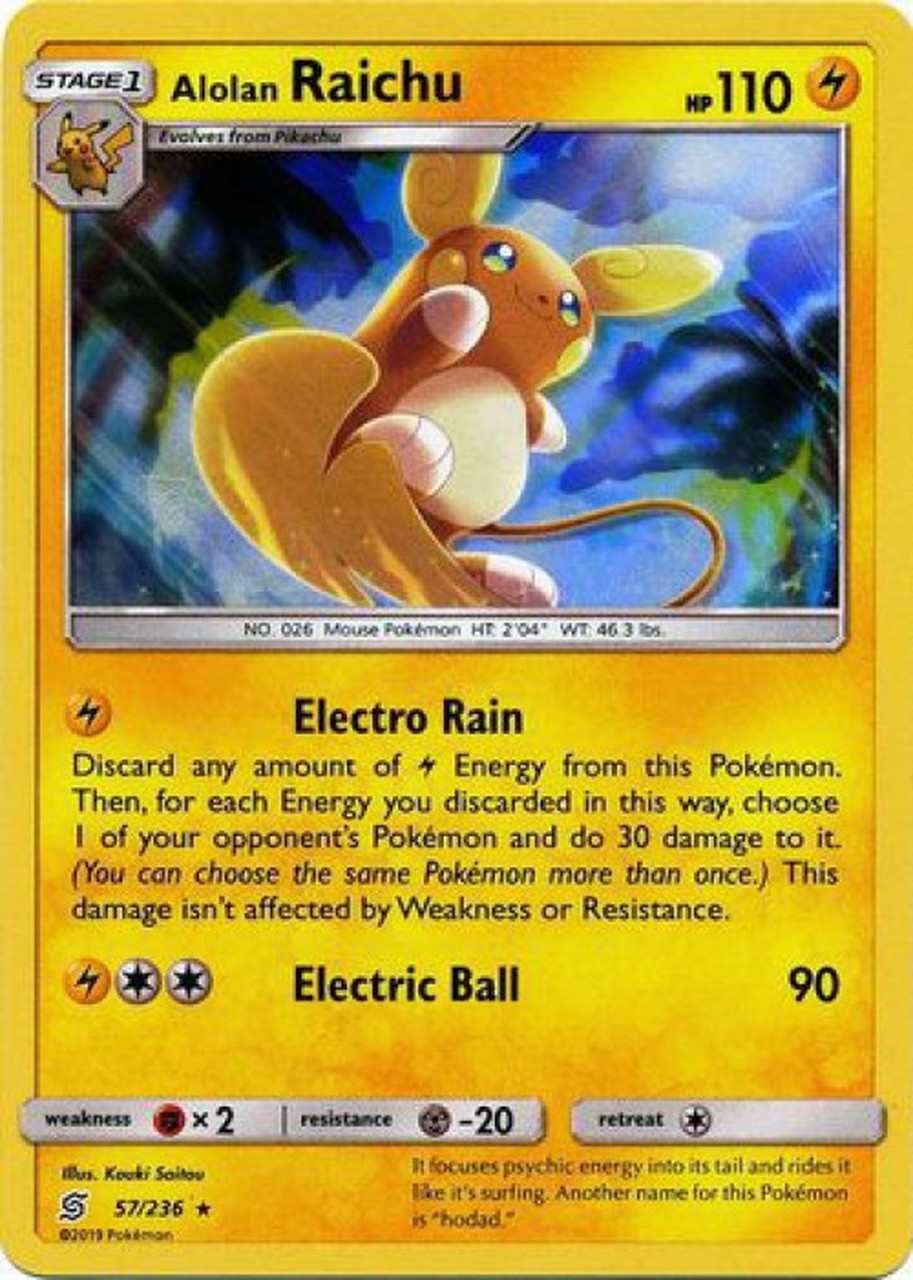 STAGE 1 Alolan Raichu HP 110
Evolves from Pikachu
NO. 026 Mouse Pokémon HT: 2'04" WT: 46.3 lbs.
Electro Rain
Discard any amount of Energy from this Pokémon.
Then, for each Energy you discarded in this way, choose
1 of your opponent's Pokémon and do 30 damage to it.
(You can choose the same Pokémon more than once.) This
damage isn't affected by Weakness or Resistance.
Electric Ball 90
weakness ×2 resistance -20 retreat
Illus. Kouki Saitou
57/236 ★
©2019 Pokémon
It focuses psychic energy into its tail and rides it
like it's surfing. Another name for this Pokémon
is "hodad."